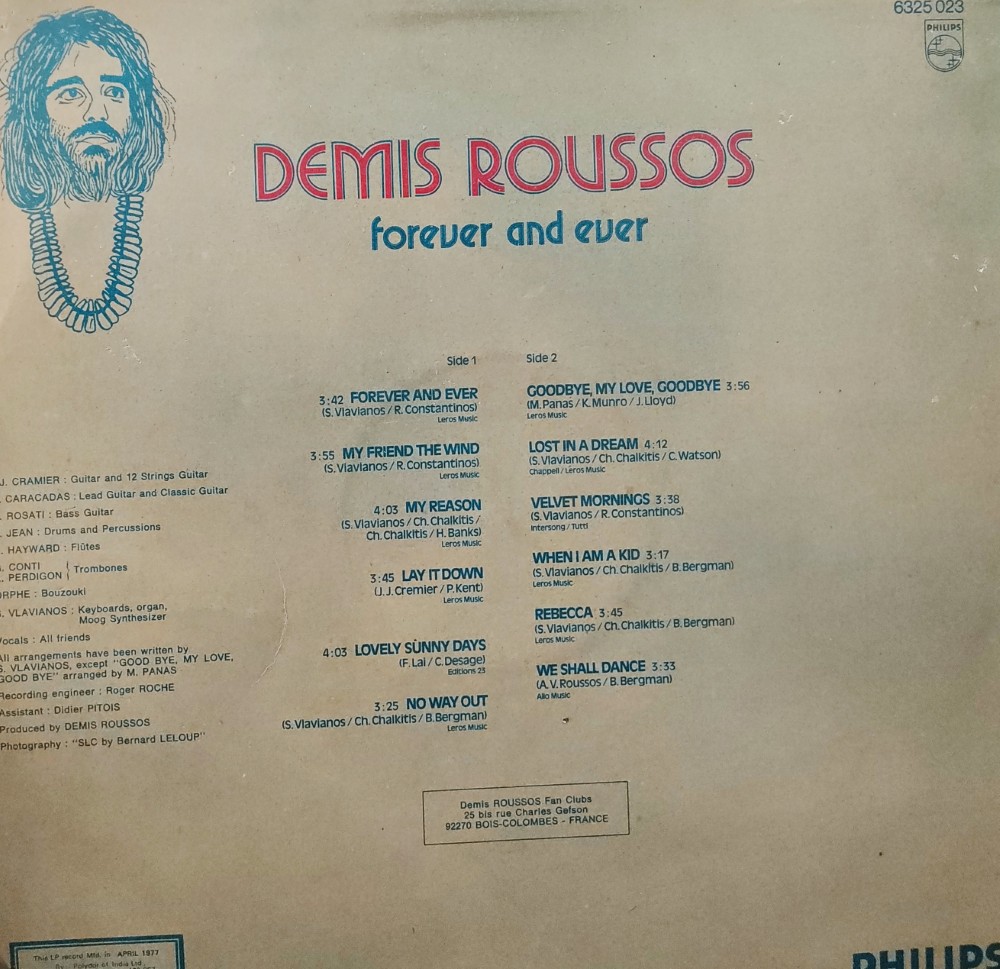 6325 023
PHILIPS
DEMIS ROUSSOS
forever and ever
Side 1
3:42 FOREVER AND EVER
(S. Vlavianos / R. Constantinos)
Leros Music
3:55 MY FRIEND THE WIND
(S. Vlavianos / R. Constantinos)
Leros Music
4:03 MY REASON
(S. Vlavianos / Ch. Chalkitis /
Ch. Chalkitis / H. Banks)
Leros Music
3:45 LAY IT DOWN
(J.J. Cremier / P. Kent)
Leros Music
4:03 LOVELY SUNNY DAYS
(F. Lai / C. Desage)
Editions 23
3:25 NO WAY OUT
(S. Vlavianos / Ch. Chalkitis / B. Bergman)
Leros Music
Side 2
GOODBYE, MY LOVE, GOODBYE 3:56
(M. Panas / K. Munro / J. Lloyd)
Leros Music
LOST IN A DREAM 4:12
(S. Vlavianos / Ch. Chalkitis / C. Watson)
Chappell / Leros Music
VELVET MORNINGS 3:38
(S. Vlavianos / R. Constantinos)
Intersong / Tutti
WHEN I AM A KID 3:17
(S. Vlavianos / Ch. Chalkitis / B. Bergman)
Leros Music
REBECCA 3:45
(S. Vlavianos / Ch. Chalkitis / B. Bergman)
Leros Music
WE SHALL DANCE 3:33
(A.V. Roussos / B. Bergman)
Allo Music
J. CRAMIER : Guitar and 12 Strings Guitar
. CARACADAS : Lead Guitar and Classic Guitar
. ROSATI : Bass Guitar
. JEAN : Drums and Percussions
. HAYWARD : Flûtes
. CONTI
. PERDIGON } Trombones
ORPHE : Bouzouki
S. VLAVIANOS : Keyboards, organ,
Moog Synthesizer
Vocals : All friends
All arrangements have been written by
S. VLAVIANOS, except "GOOD BYE, MY LOVE,
GOOD BYE" arranged by M. PANAS
Recording engineer : Roger ROCHE
Assistant : Didier PITOIS
Produced by DEMIS ROUSSOS
Photography : "SLC by Bernard LELOUP"
Demis ROUSSOS Fan Clubs
25 bis rue Charles Gefson
92270 BOIS-COLOMBES - FRANCE
This LP record Mfd. in APRIL 1977
By Polydor of India Ltd.,
PHILIPS